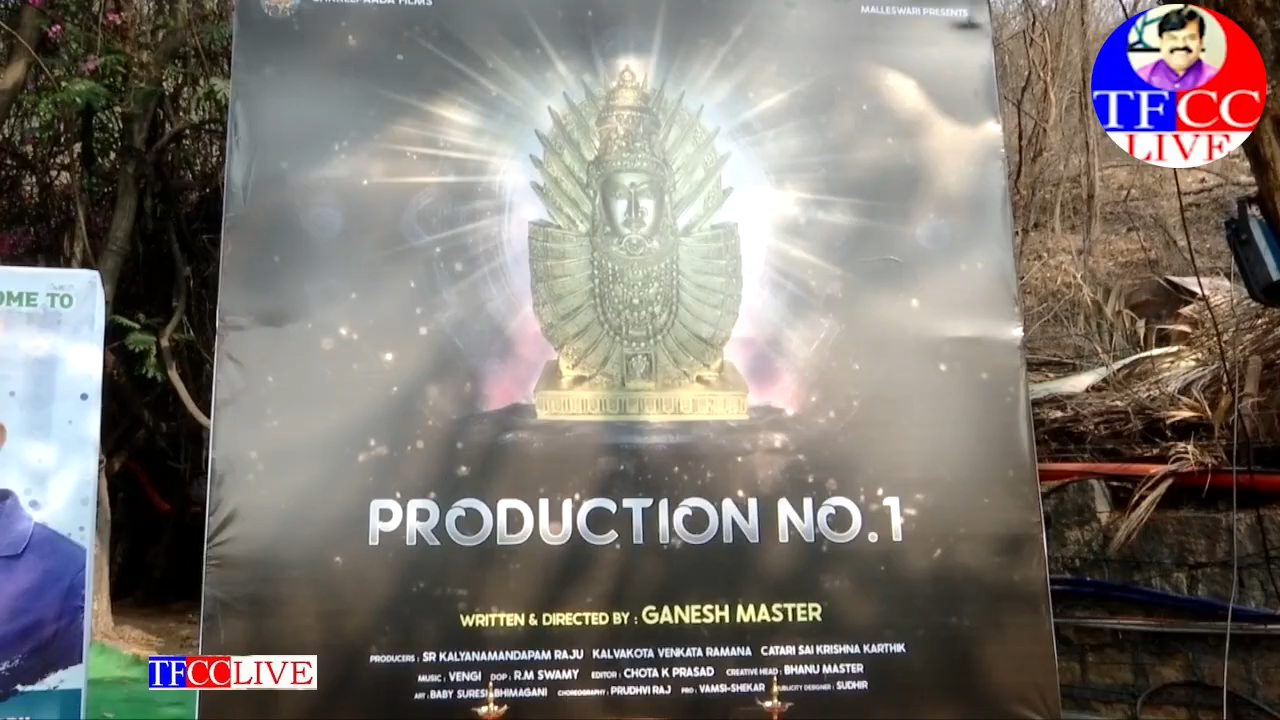 MALLESWARI PRESENTS
TFCC
LIVE
OME TO
PRODUCTION NO.1
WRITTEN & DIRECTED BY : GANESH MASTER
PRODUCERS : SR KALYANAMANDAPAM RAJU KALVAKOTA VENKATA RAMANA CATARI SAI KRISHNA KARTHIK
MUSIC : VENGI DOP : R.M SWAMY EDITOR : CHOTA K PRASAD CREATIVE HEAD : BHANU MASTER
ART : BABY SURESH BHIMAGANI CHOREOGRAPHY : PRUDHVI RAJ PRO : VAMSI-SHEKAR PUBLICITY DESIGNER : SUDHIR
TFCCLIVE